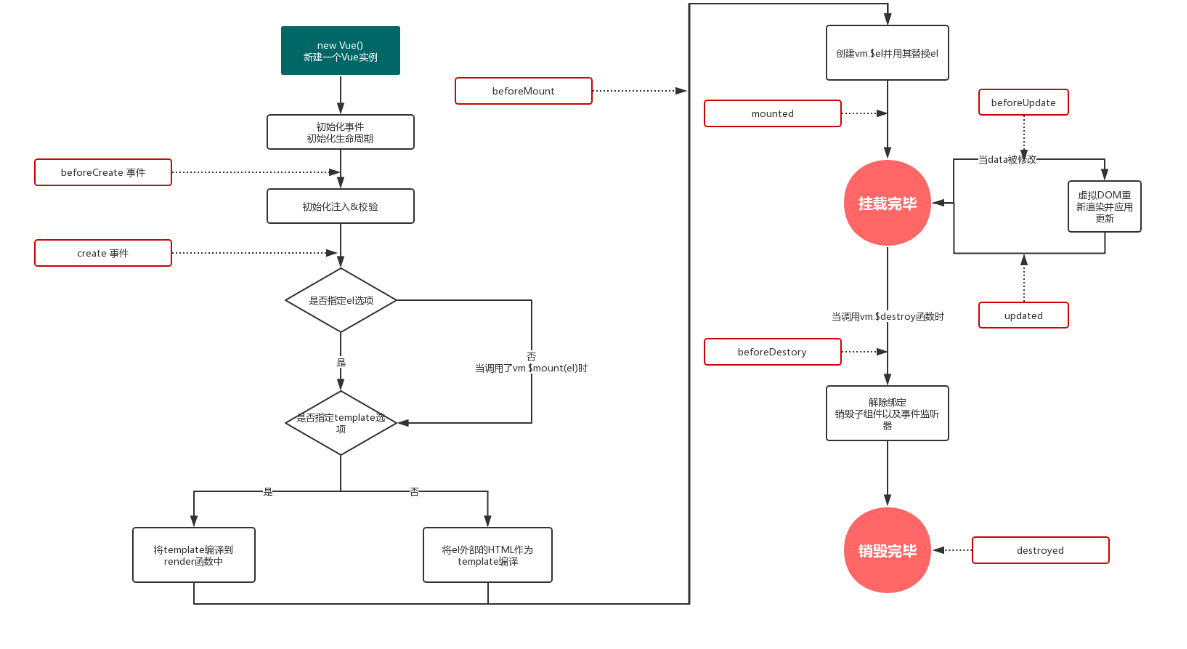 new Vue()
新建一个Vue实例
初始化事件
初始化生命周期
beforeCreate 事件
初始化注入&校验
create 事件
是否指定el选项
是
否
当调用了vm.$mount(el)时
是否指定template选
项
是
否
将template编译到
render函数中
将el外部的HTML作为
template编译
beforeMount
创建vm.$el并用其替换el
mounted
挂载完毕
beforeUpdate
当data被修改
虚拟DOM重
新渲染并应用
更新
updated
当调用vm.$destroy函数时
beforeDestory
解除绑定
销毁子组件以及事件监听
器
销毁完毕
destroyed